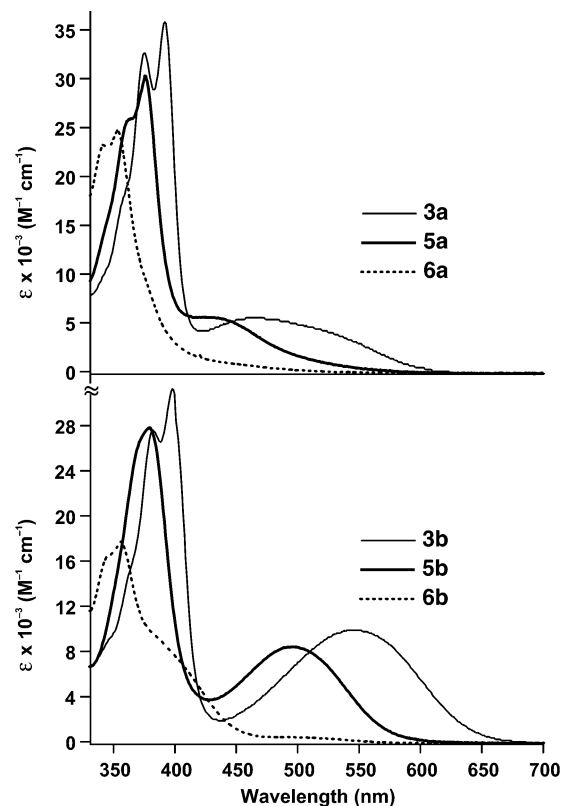 35
30
25
20
15
10
5
0
ε x 10⁻³ (M⁻¹ cm⁻¹)
3a
5a
6a
≈
28
24
20
16
12
8
4
0
ε x 10⁻³ (M⁻¹ cm⁻¹)
3b
5b
6b
350 400 450 500 550 600 650 700
Wavelength (nm)